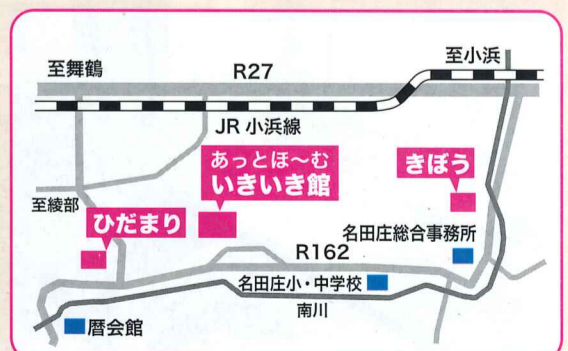 至舞鶴
R27
至小浜
JR 小浜線
あっとほ〜む
いきいき館
きぼう
至綾部
ひだまり
名田庄総合事務所
R162
名田庄小・中学校
南川
暦会館